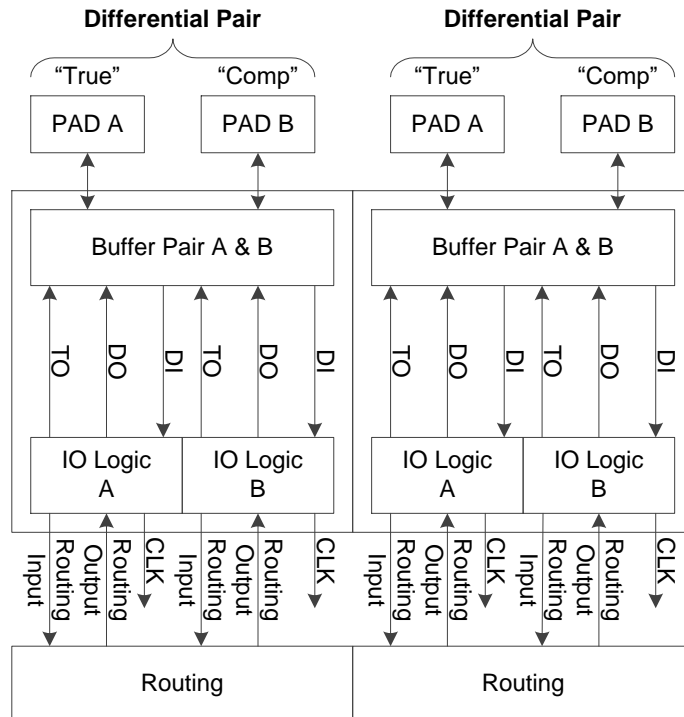 Differential Pair Differential Pair
“True” “Comp” “True” “Comp”
PAD A PAD B PAD A PAD B
Buffer Pair A & B Buffer Pair A & B
TO DO DI TO DO DI TO DO DI TO DO DI
IO Logic IO Logic IO Logic IO Logic
A B A B
Routing Input
Routing Output
CLK
Routing Input
Routing Output
CLK
Routing Input
Routing Output
CLK
Routing Input
Routing Output
CLK
Routing Routing